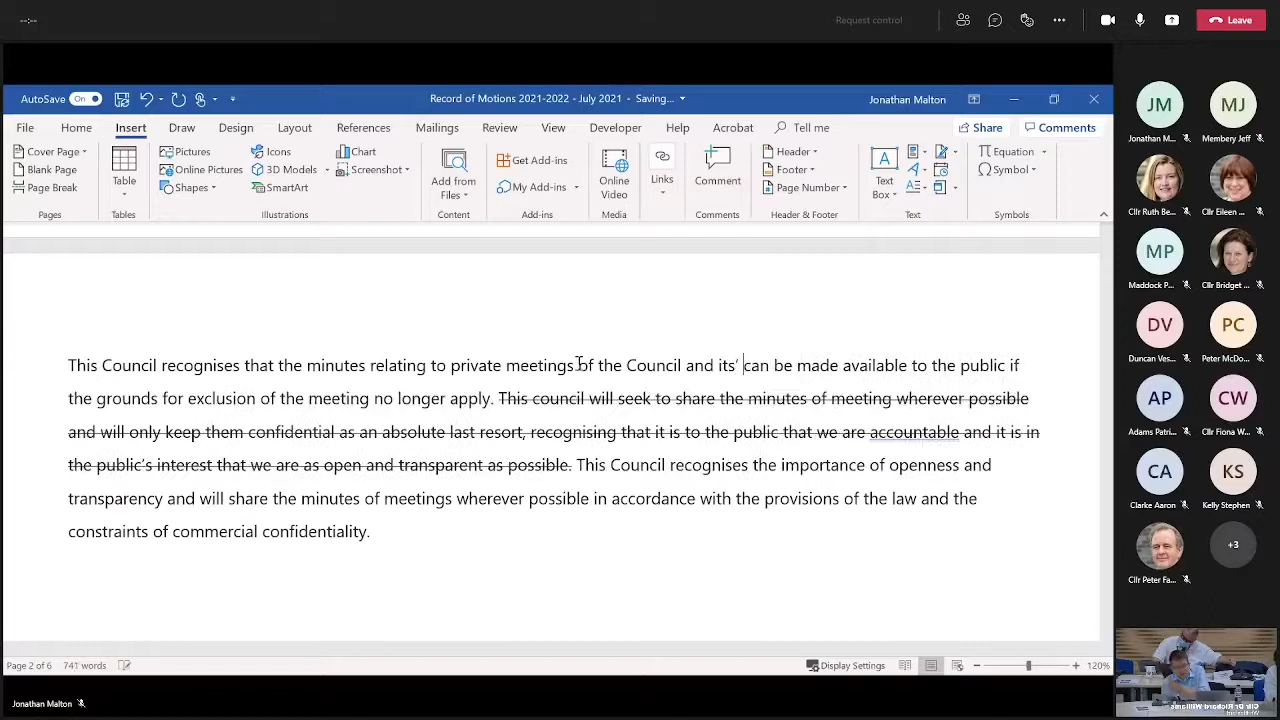 --:--
Request control
Leave
AutoSave On
Record of Motions 2021-2022 - July 2021 - Saving...
Jonathan Malton
File Home Insert Draw Design Layout References Mailings Review View Developer Help Acrobat Tell me
Share
Comments
Cover Page
Blank Page
Page Break
Pages
Table
Tables
Pictures
Online Pictures
Shapes
Icons
3D Models
SmartArt
Chart
Screenshot
Illustrations
Add from Files
Content
Get Add-ins
My Add-ins
Add-ins
Online Video
Media
Links
Comment
Comments
Header
Footer
Page Number
Header & Footer
Text Box
Text
Equation
Symbol
Symbols
This Council recognises that the minutes relating to private meetings of the Council and its’ can be made available to the public if
the grounds for exclusion of the meeting no longer apply. This council will seek to share the minutes of meeting wherever possible
and will only keep them confidential as an absolute last resort, recognising that it is to the public that we are accountable and it is in
the public’s interest that we are as open and transparent as possible. This Council recognises the importance of openness and
transparency and will share the minutes of meetings wherever possible in accordance with the provisions of the law and the
constraints of commercial confidentiality.
Page 2 of 6
741 words
Display Settings
120%
Jonathan Malton
JM
Jonathan M...
MJ
Membery Jeff
Cllr Ruth Be...
Cllr Eileen ...
MP
Maddock P...
Cllr Bridget ...
DV
Duncan Ves...
PC
Peter McDo...
AP
Adams Patri...
CW
Cllr Fiona W...
CA
Clarke Aaron
KS
Kelly Stephen
Cllr Peter Fa...
+3
Cllr Dr Richard Williams